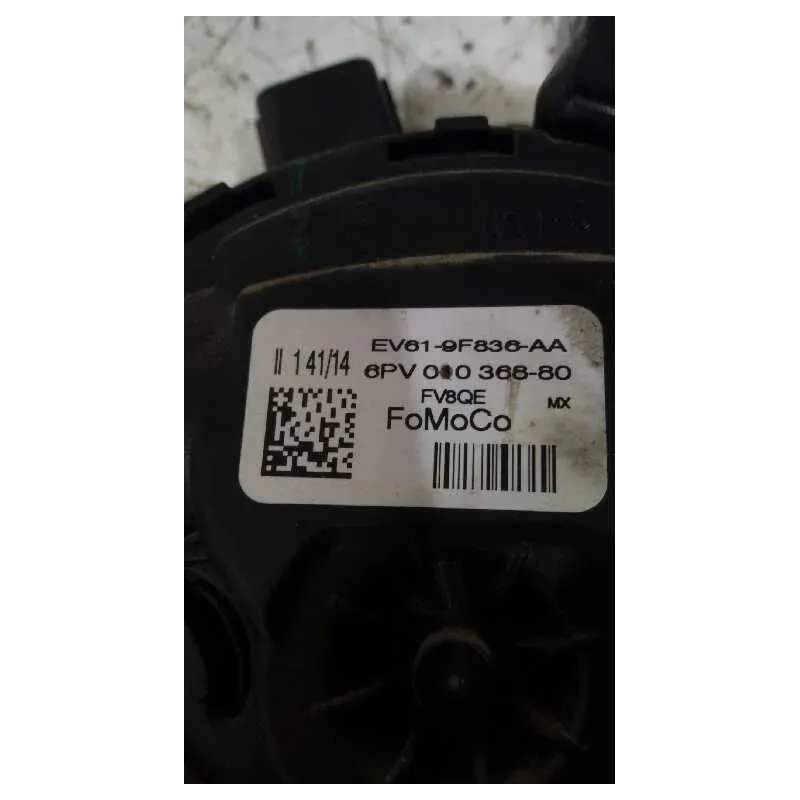 EV61-9F836-AA
II 141/14
6PV 010 368-80
FV8QE
MX
FoMoCo